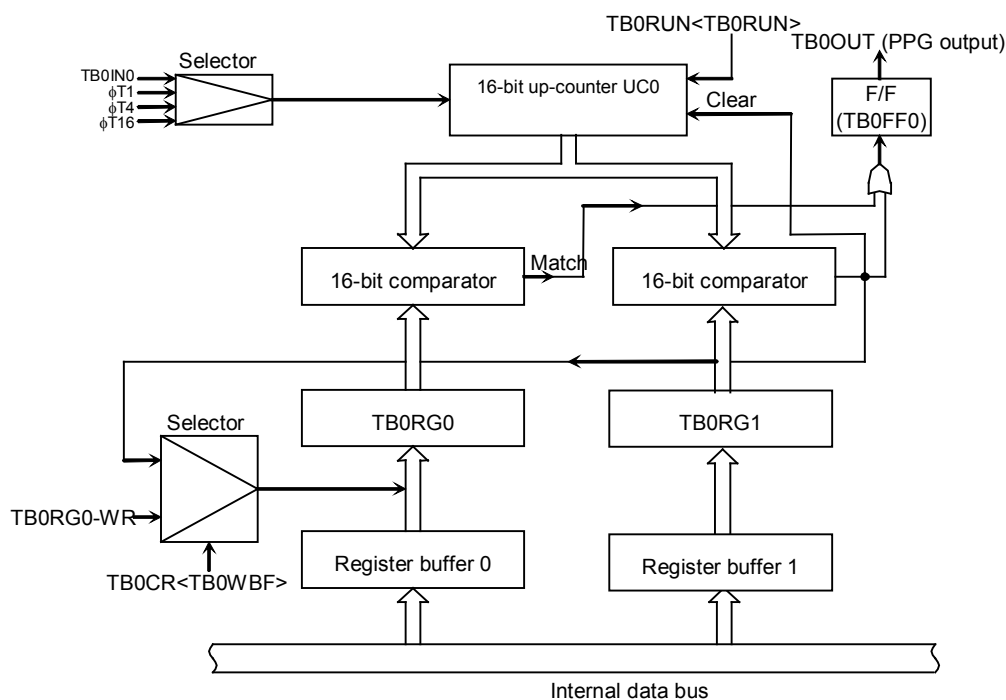 TB0RUN<TB0RUN>
TB0OUT (PPG output)
Selector
TB0IN0
ϕT1
ϕT4
ϕT16
16-bit up-counter UC0
Clear
F/F
(TB0FF0)
16-bit comparator
Match
16-bit comparator
TB0RG0
TB0RG1
Selector
TB0RG0-WR
TB0CR<TB0WBF>
Register buffer 0
Register buffer 1
Internal data bus